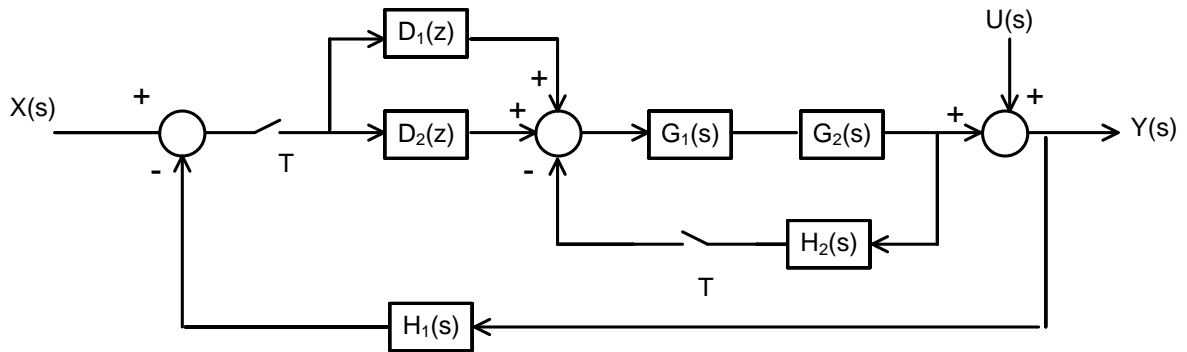 U(s)
D₁(z)
+
+
X(s)
+
D₂(z)
+
G₁(s)
G₂(s)
+
Y(s)
T
-
-
H₂(s)
T
H₁(s)